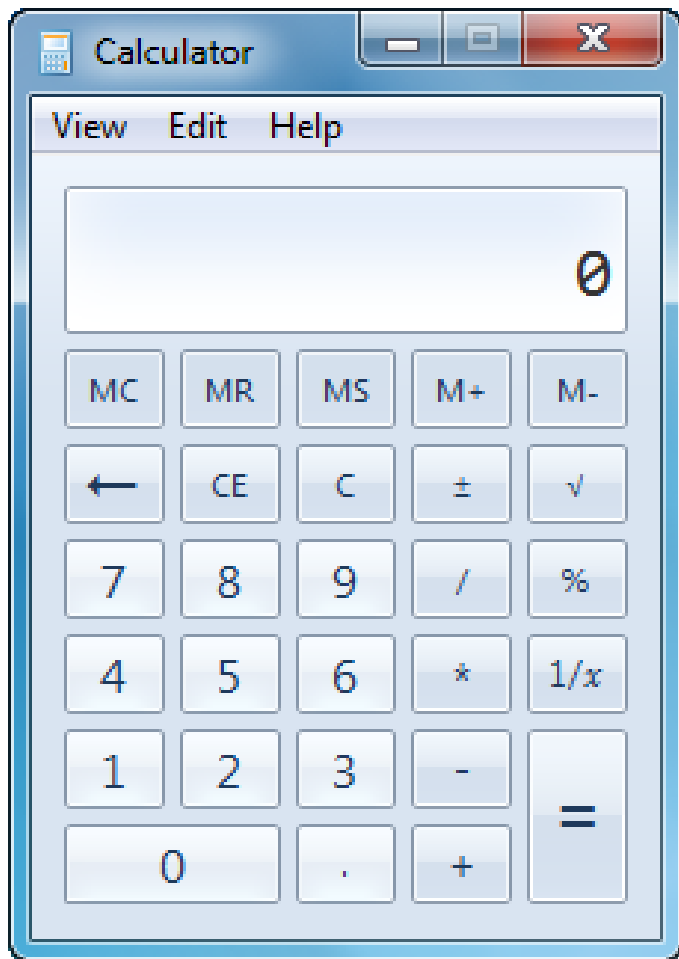 Calculator
View Edit Help
0
MC MR MS M+ M-
← CE C ± √
7 8 9 / %
4 5 6 * 1/x
1 2 3 - =
0 . +